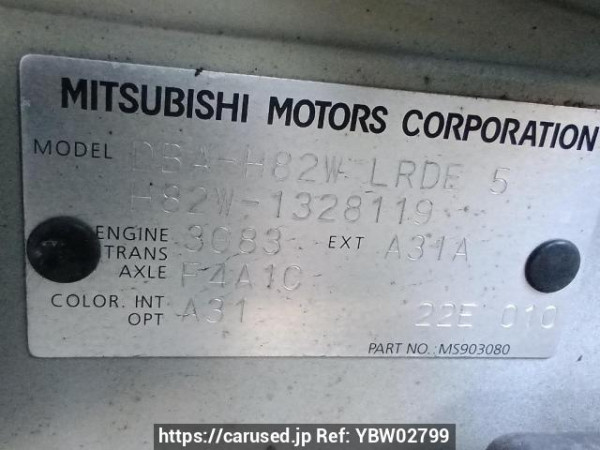 MITSUBISHI MOTORS CORPORATION
MODEL DBA-H82W LRDE 5
H82W-1328119
ENGINE 3G83 EXT A31A
TRANS
AXLE F4A1C
COLOR. INT A31
OPT 22E 010
PART NO.: MS903080
https://carused.jp Ref: YBW02799